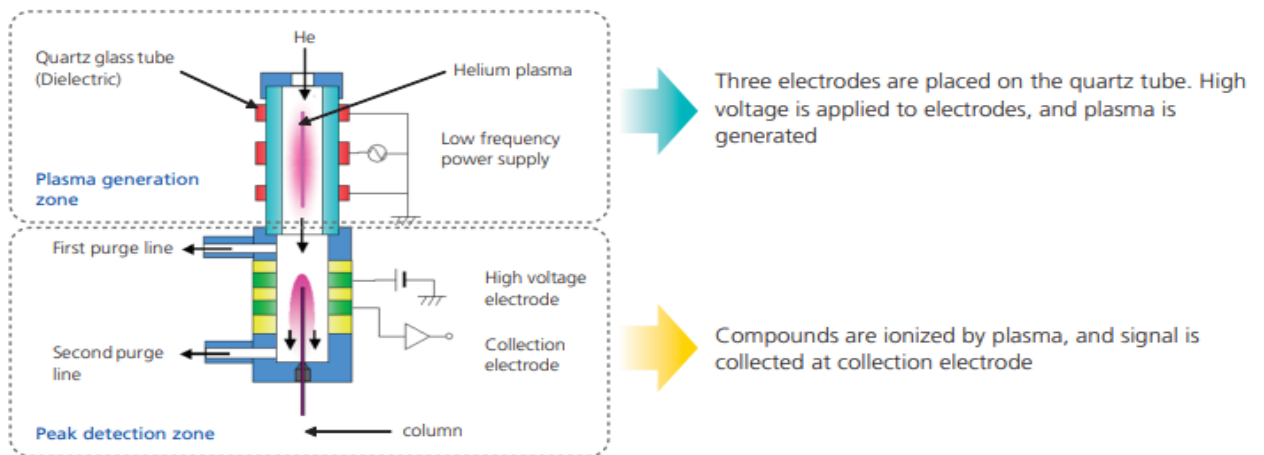 He
Quartz glass tube
(Dielectric)
Helium plasma
Low frequency
power supply
Plasma generation
zone
Three electrodes are placed on the quartz tube. High
voltage is applied to electrodes, and plasma is
generated
First purge line
High voltage
electrode
Second purge
line
Collection
electrode
Peak detection zone
column
Compounds are ionized by plasma, and signal is
collected at collection electrode